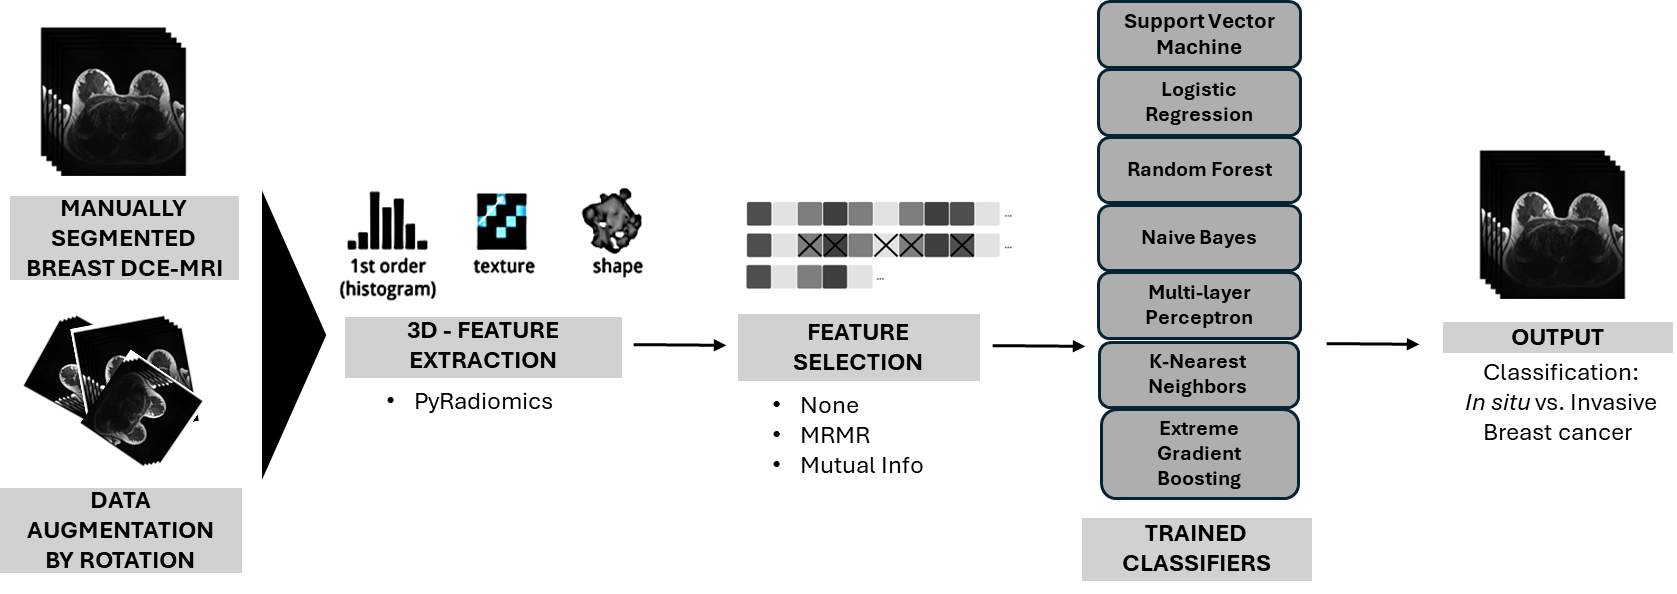 MANUALLY
SEGMENTED
BREAST DCE-MRI
DATA
AUGMENTATION
BY ROTATION
1st order
(histogram)
texture
shape
3D - FEATURE
EXTRACTION
• PyRadiomics
...
...
...
FEATURE
SELECTION
• None
• MRMR
• Mutual Info
Support Vector
Machine
Logistic
Regression
Random Forest
Naive Bayes
Multi-layer
Perceptron
K-Nearest
Neighbors
Extreme
Gradient
Boosting
TRAINED
CLASSIFIERS
OUTPUT
Classification:
In situ vs. Invasive
Breast cancer